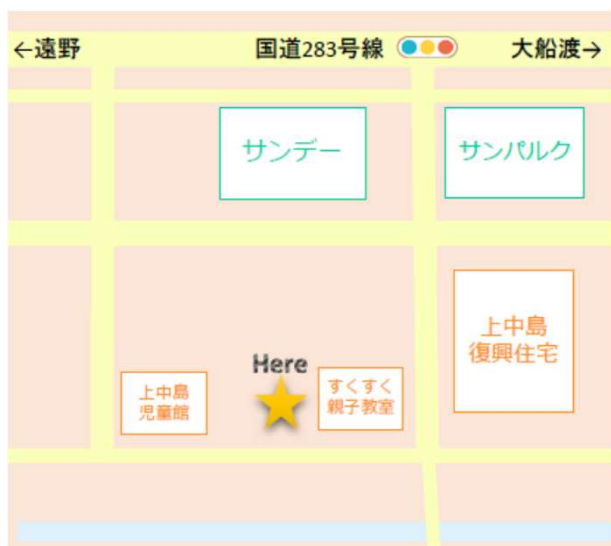 ←遠野 国道283号線 大船渡→
サンデー
サンパルク
上中島
復興住宅
Here
上中島
児童館
すくすく
親子教室